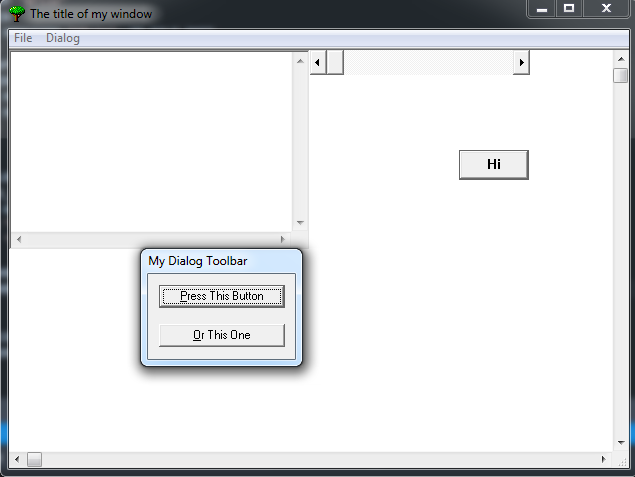 The title of my window
File Dialog
Hi
My Dialog Toolbar
Press This Button
Or This One